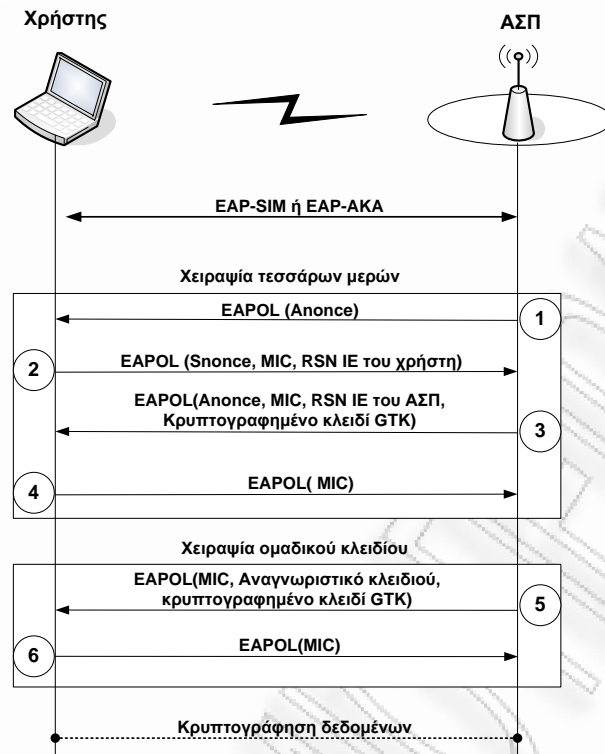 Χρήστης
ΑΣΠ
EAP-SIM ή EAP-AKA
Χειραψία τεσσάρων μερών
EAPOL (Anonce)
1
2
EAPOL (Snonce, MIC, RSN IE του χρήστη)
EAPOL(Anonce, MIC, RSN IE του ΑΣΠ,
Κρυπτογραφημένο κλειδί GTK)
3
4
EAPOL( MIC)
Χειραψία ομαδικού κλειδίου
EAPOL(MIC, Αναγνωριστικό κλειδιού,
κρυπτογραφημένο κλειδί GTK)
5
6
EAPOL(MIC)
Κρυπτογράφηση δεδομένων